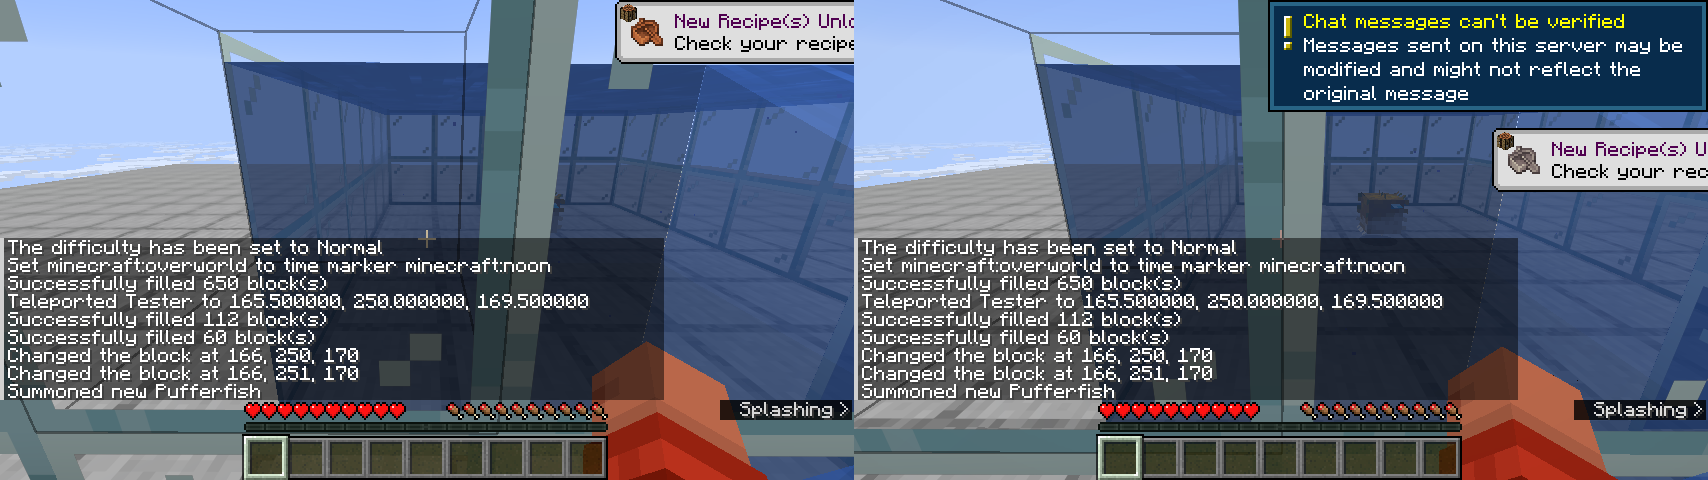 New Recipe(s) Unlo
Check your recipe
The difficulty has been set to Normal
Set minecraft:overworld to time marker minecraft:noon
Successfully filled 650 block(s)
Teleported Tester to 165.500000, 250.000000, 169.500000
Successfully filled 112 block(s)
Successfully filled 60 block(s)
Changed the block at 166, 250, 170
Changed the block at 166, 251, 170
Summoned new Pufferfish
Splashing >
Chat messages can't be verified
Messages sent on this server may be
modified and might not reflect the
original message
New Recipe(s) U
Check your rec
The difficulty has been set to Normal
Set minecraft:overworld to time marker minecraft:noon
Successfully filled 650 block(s)
Teleported Tester to 165.500000, 250.000000, 169.500000
Successfully filled 112 block(s)
Successfully filled 60 block(s)
Changed the block at 166, 250, 170
Changed the block at 166, 251, 170
Summoned new Pufferfish
Splashing >